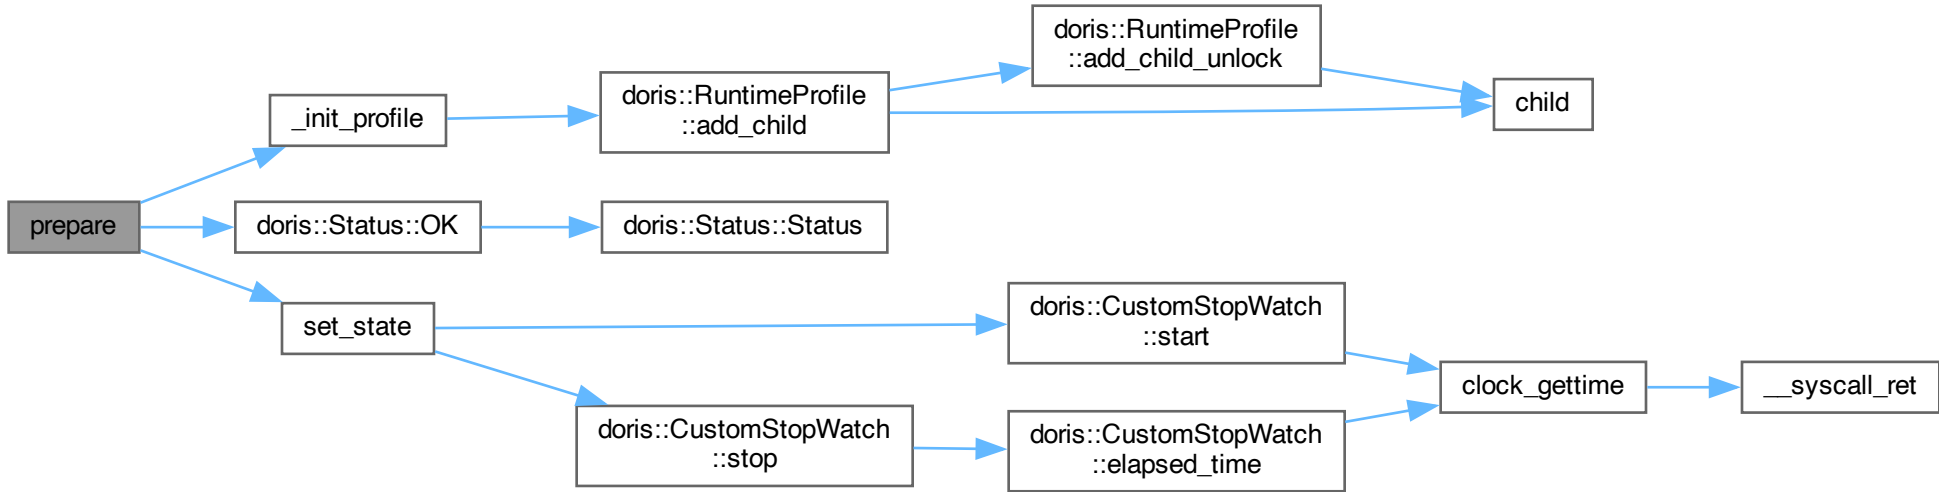 prepare
_init_profile
doris::RuntimeProfile
::add_child
doris::RuntimeProfile
::add_child_unlock
child
doris::Status::OK
doris::Status::Status
set_state
doris::CustomStopWatch
::start
doris::CustomStopWatch
::stop
doris::CustomStopWatch
::elapsed_time
clock_gettime
__syscall_ret